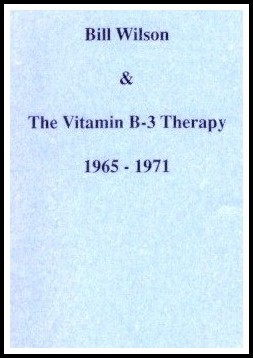 Bill Wilson
&
The Vitamin B-3 Therapy
1965 - 1971